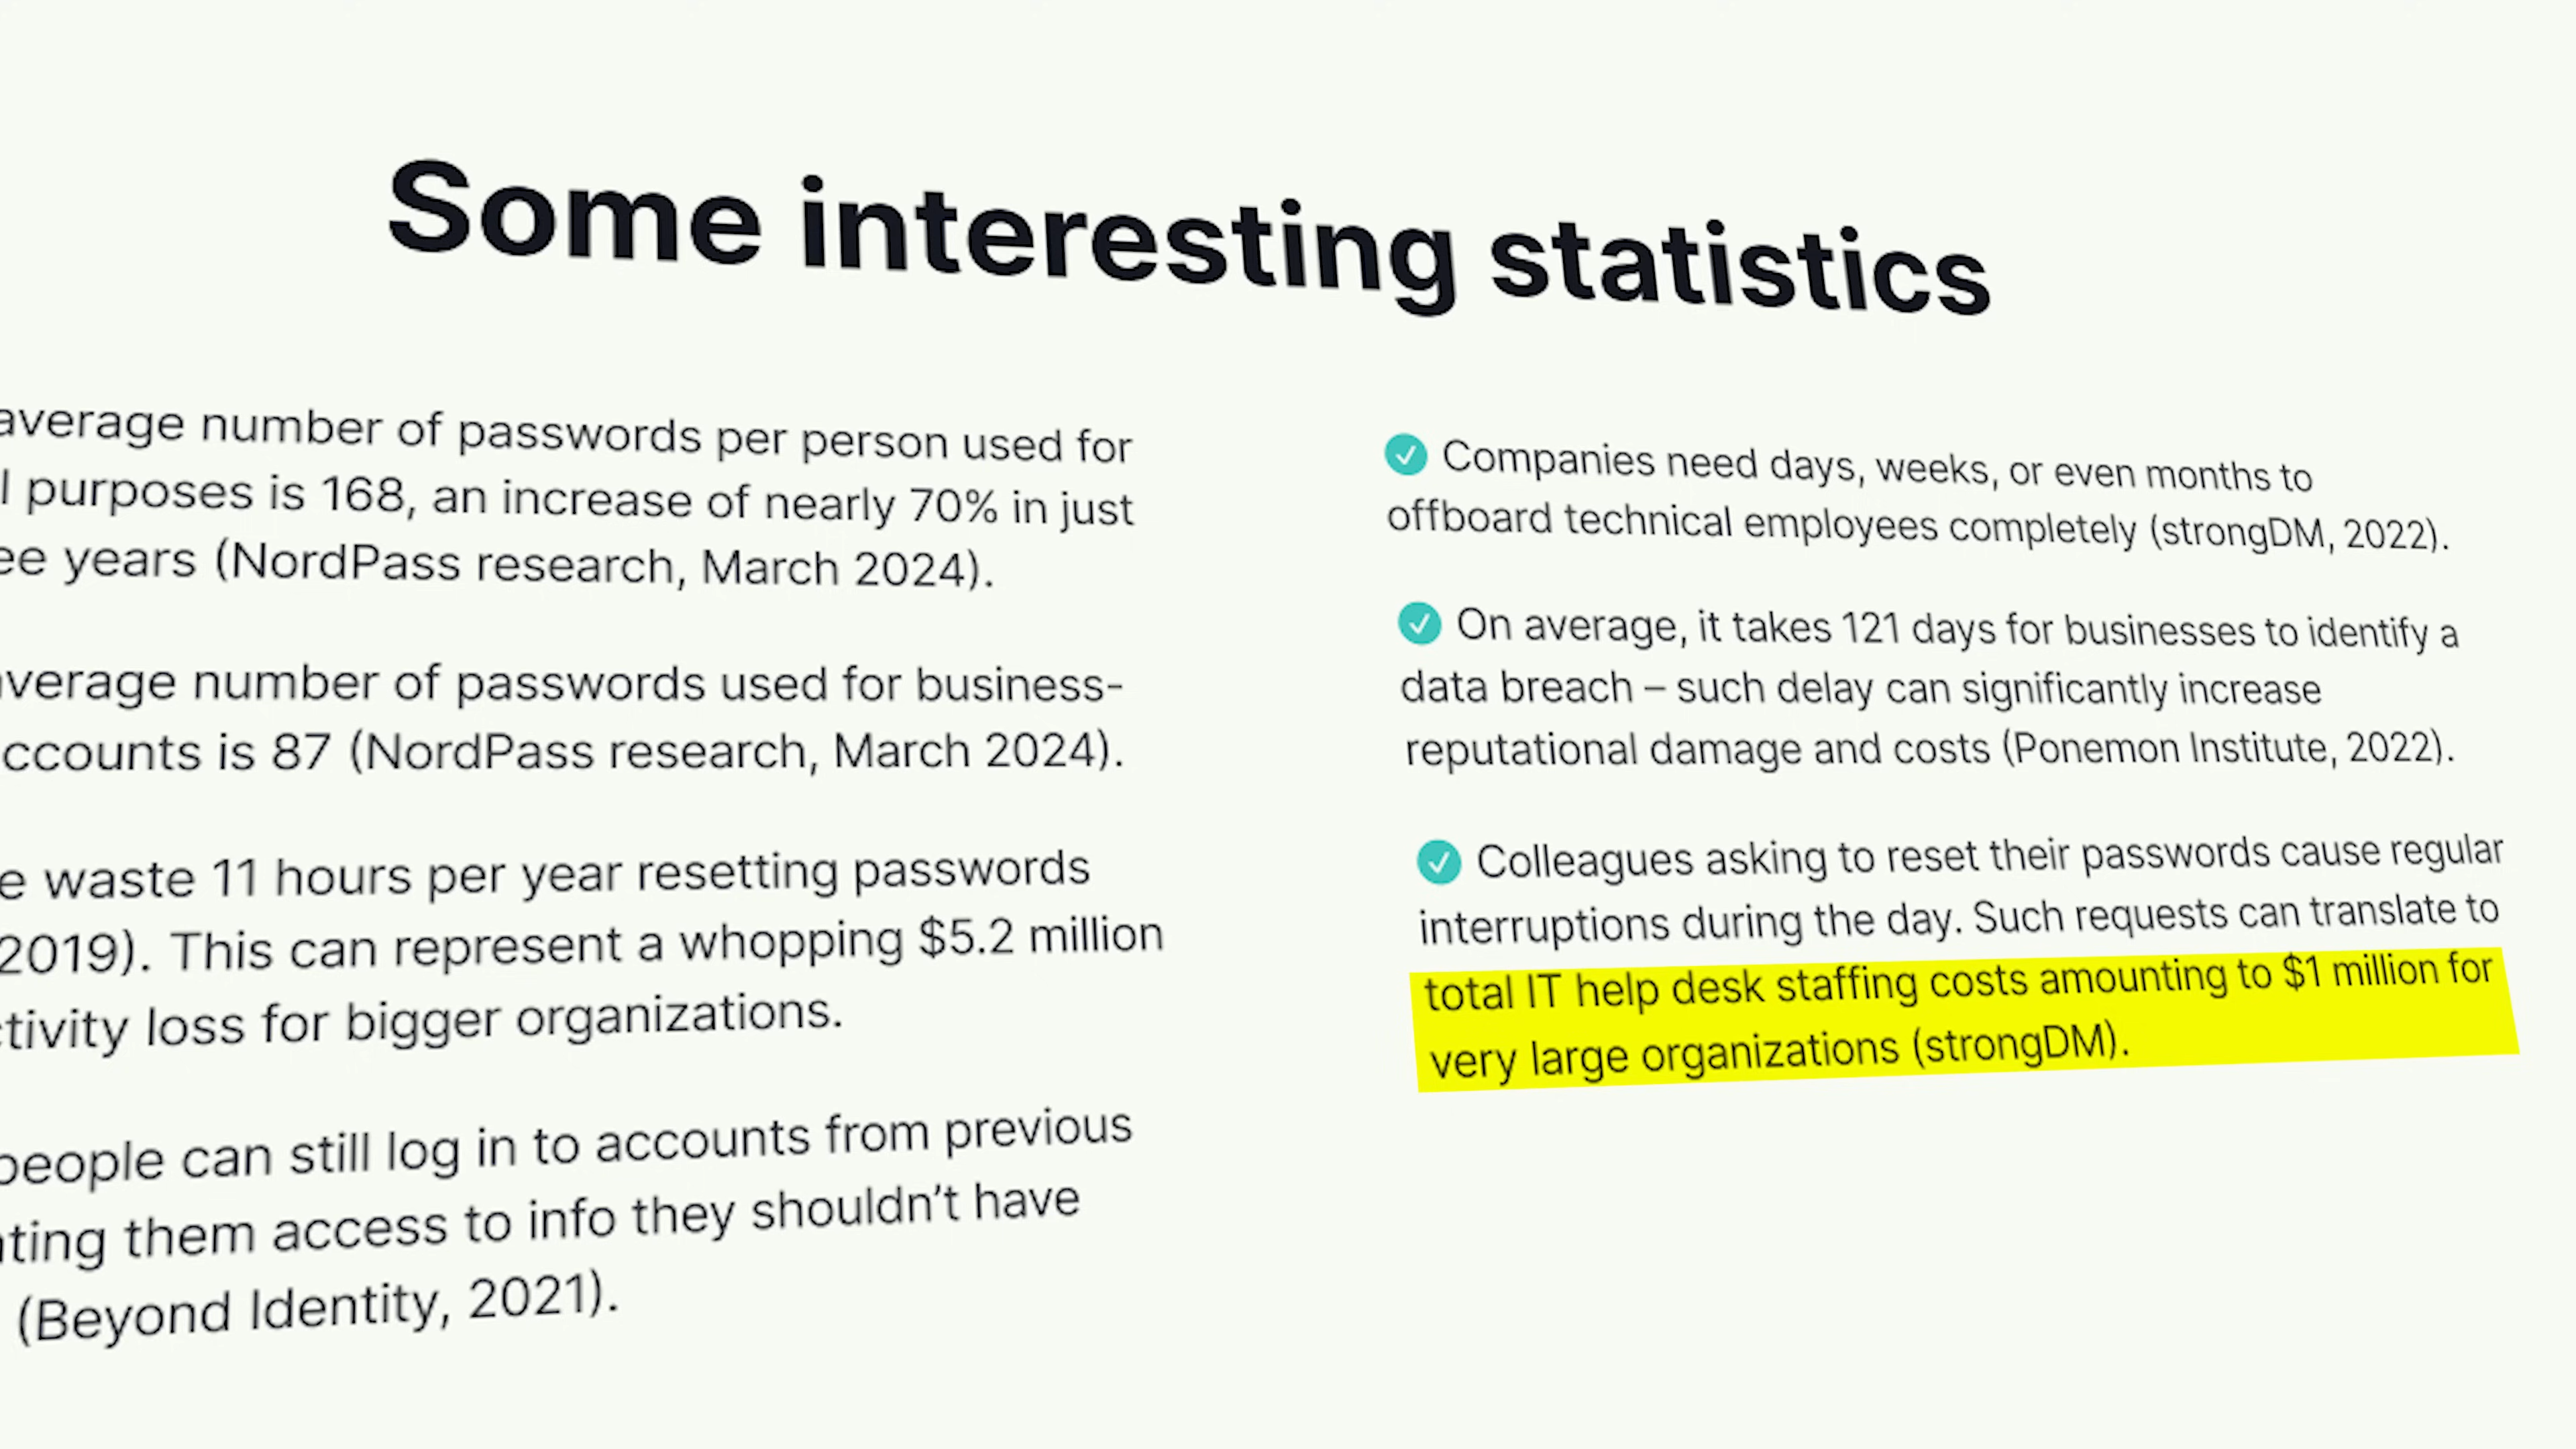 Some interesting statistics
average number of passwords per person used for
purposes is 168, an increase of nearly 70% in just
years (NordPass research, March 2024).
average number of passwords used for business-
is 87 (NordPass research, March 2024).
waste 11 hours per year resetting passwords
2019). This can represent a whopping $5.2 million
loss for bigger organizations.
people can still log in to accounts from previous
them access to info they shouldn't have
(Beyond Identity, 2021).
Companies need days, weeks, or even months to
offboard technical employees completely (strongDM, 2022).
On average, it takes 121 days for businesses to identify a
data breach – such delay can significantly increase
reputational damage and costs (Ponemon Institute, 2022).
Colleagues asking to reset their passwords cause regular
interruptions during the day. Such requests can translate to
total IT help desk staffing costs amounting to $1 million for
very large organizations (strongDM).